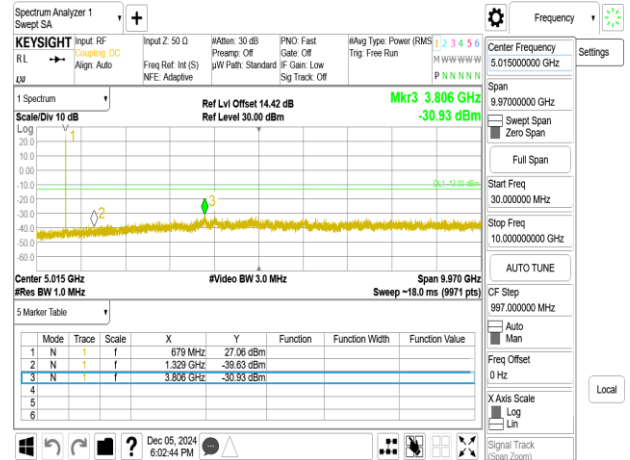 Spectrum Analyzer 1
Swept SA
+
Frequency
KEYSIGHT
RL
Input: RF
Coupling: DC
Align: Auto
Input Z: 50 Ω
Freq Ref: Int (S)
NFE: Adaptive
#Atten: 30 dB
Preamp: Off
µW Path: Standard
PNO: Fast
Gate: Off
IF Gain: Low
Sig Track: Off
#Avg Type: Power (RMS
Trig: Free Run
1 2 3 4 5 6
M W W W W W
P N N N N N
1 Spectrum
Scale/Div 10 dB
Ref Lvl Offset 14.42 dB
Ref Level 30.00 dBm
Mkr3 3.806 GHz
-30.93 dBm
Log
20.0
10.0
0.00
-10.0
-20.0
-30.0
-40.0
-50.0
-60.0
1
2
3
DL1 -13.00 dBm
Center 5.015 GHz
#Res BW 1.0 MHz
#Video BW 3.0 MHz
Span 9.970 GHz
Sweep ~18.0 ms (9971 pts)
5 Marker Table
Mode Trace Scale X Y Function Function Width Function Value
1 N 1 f 679 MHz 27.06 dBm
2 N 1 f 1.329 GHz -39.63 dBm
3 N 1 f 3.806 GHz -30.93 dBm
4
5
6
?
Dec 05, 2024
6:02:44 PM
Center Frequency
5.015000000 GHz
Settings
Span
9.97000000 GHz
Swept Span
Zero Span
Full Span
Start Freq
30.000000 MHz
Stop Freq
10.000000000 GHz
AUTO TUNE
CF Step
997.000000 MHz
Auto
Man
Freq Offset
0 Hz
X Axis Scale
Log
Lin
Local
Signal Track
(Span Zoom)